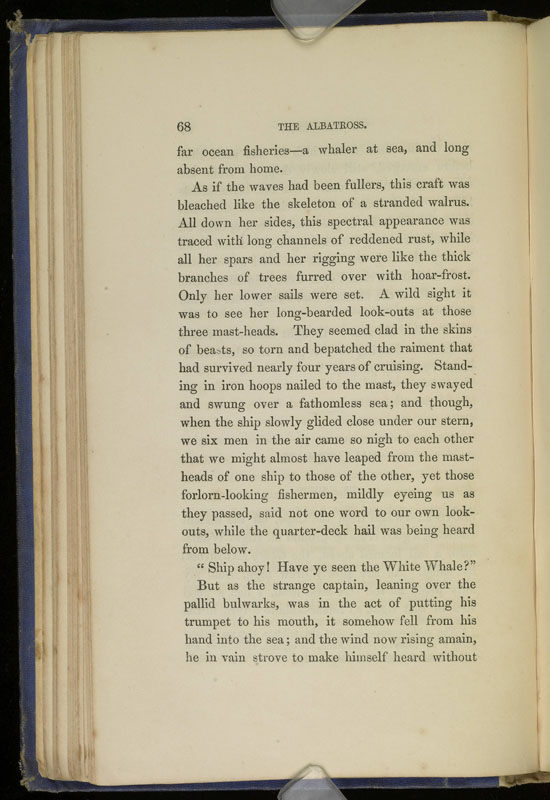 68 THE ALBATROSS.
far ocean fisheries—a whaler at sea, and long
absent from home.
As if the waves had been fullers, this craft was
bleached like the skeleton of a stranded walrus.
All down her sides, this spectral appearance was
traced with long channels of reddened rust, while
all her spars and her rigging were like the thick
branches of trees furred over with hoar-frost.
Only her lower sails were set. A wild sight it
was to see her long-bearded look-outs at those
three mast-heads. They seemed clad in the skins
of beasts, so torn and bepatched the raiment that
had survived nearly four years of cruising. Stand-
ing in iron hoops nailed to the mast, they swayed
and swung over a fathomless sea; and though,
when the ship slowly glided close under our stern,
we six men in the air came so nigh to each other
that we might almost have leaped from the mast-
heads of one ship to those of the other, yet those
forlorn-looking fishermen, mildly eyeing us as
they passed, said not one word to our own look-
outs, while the quarter-deck hail was being heard
from below.
“Ship ahoy! Have ye seen the White Whale?”
But as the strange captain, leaning over the
pallid bulwarks, was in the act of putting his
trumpet to his mouth, it somehow fell from his
hand into the sea; and the wind now rising amain,
he in vain strove to make himself heard without